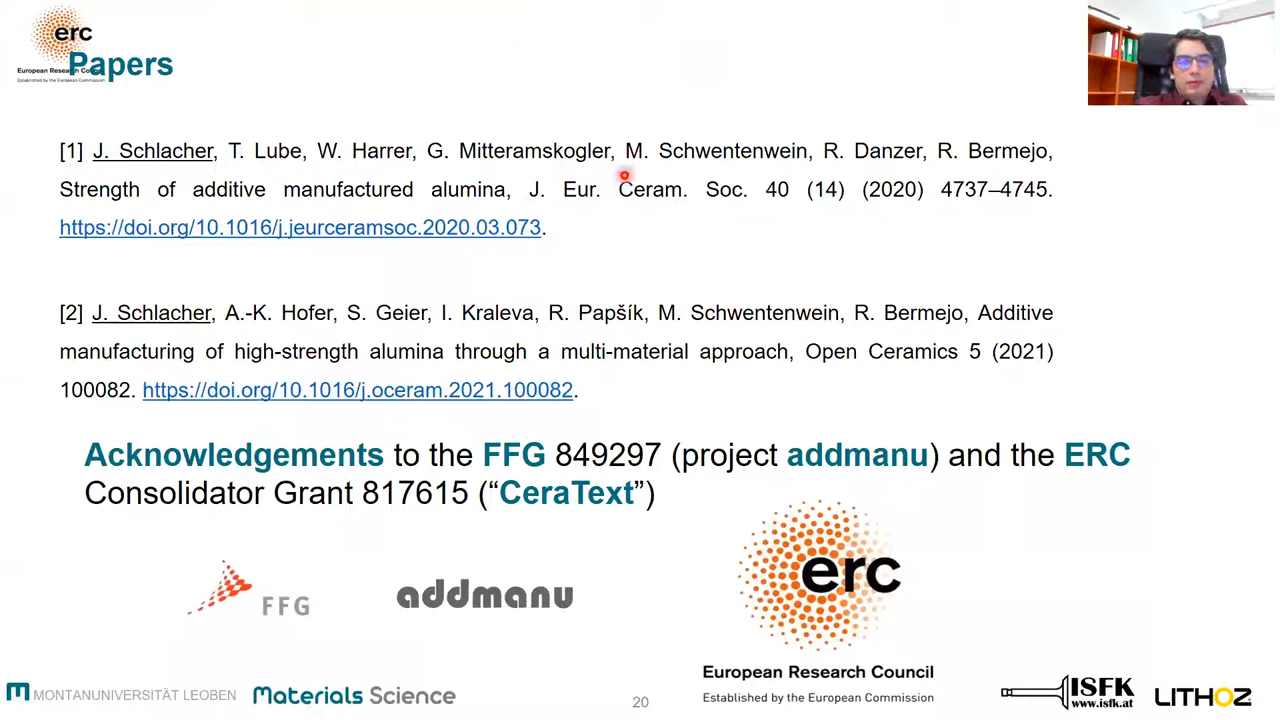 erc
European Research Council
Established by the European Commission
Papers
[1] J. Schlacher, T. Lube, W. Harrer, G. Mitteramskogler, M. Schwentenwein, R. Danzer, R. Bermejo,
Strength of additive manufactured alumina, J. Eur. Ceram. Soc. 40 (14) (2020) 4737–4745.
https://doi.org/10.1016/j.jeurceramsoc.2020.03.073.
[2] J. Schlacher, A.-K. Hofer, S. Geier, I. Kraleva, R. Papšík, M. Schwentenwein, R. Bermejo, Additive
manufacturing of high-strength alumina through a multi-material approach, Open Ceramics 5 (2021)
100082. https://doi.org/10.1016/j.oceram.2021.100082.
Acknowledgements to the FFG 849297 (project addmanu) and the ERC
Consolidator Grant 817615 (“CeraText”)
FFG
addmanu
erc
European Research Council
Established by the European Commission
MONTANUNIVERSITÄT LEOBEN
Materials Science
20
ISFK
www.isfk.at
LITHOZ